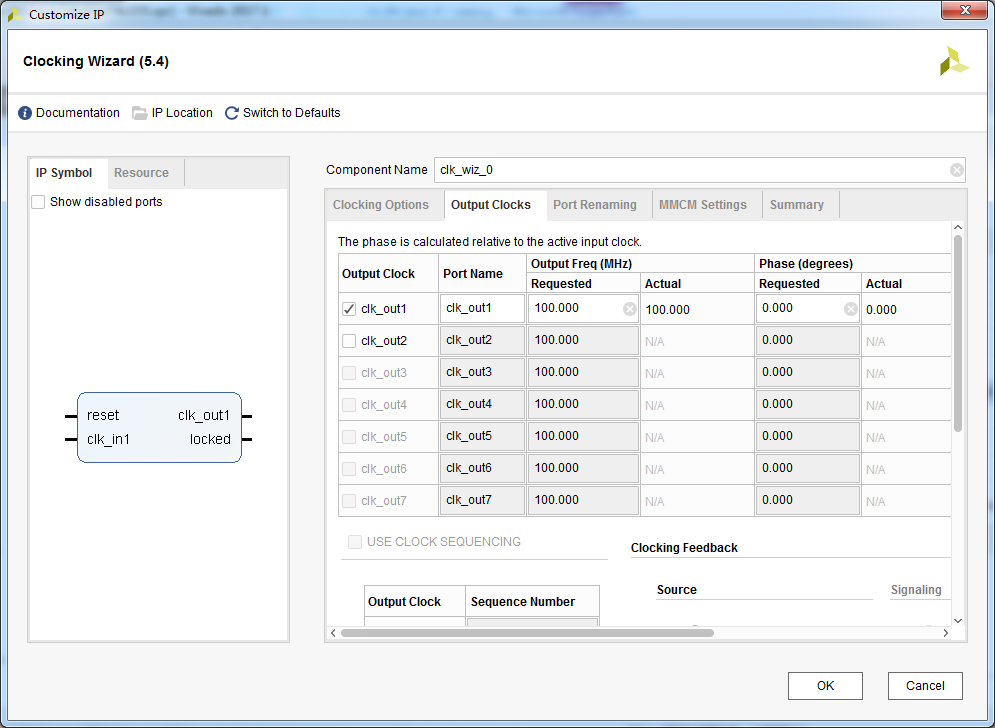 Customize IP
Clocking Wizard (5.4)
Documentation IP Location Switch to Defaults
IP Symbol Resource
Show disabled ports
reset clk_out1
clk_in1 locked
Component Name clk_wiz_0
Clocking Options Output Clocks Port Renaming MMCM Settings Summary
The phase is calculated relative to the active input clock.
Output Clock Port Name Output Freq (MHz) Phase (degrees)
Requested Actual Requested Actual
clk_out1 clk_out1 100.000 100.000 0.000 0.000
clk_out2 clk_out2 100.000 N/A 0.000 N/A
clk_out3 clk_out3 100.000 N/A 0.000 N/A
clk_out4 clk_out4 100.000 N/A 0.000 N/A
clk_out5 clk_out5 100.000 N/A 0.000 N/A
clk_out6 clk_out6 100.000 N/A 0.000 N/A
clk_out7 clk_out7 100.000 N/A 0.000 N/A
USE CLOCK SEQUENCING
Clocking Feedback
Source Signaling
Output Clock Sequence Number
OK Cancel